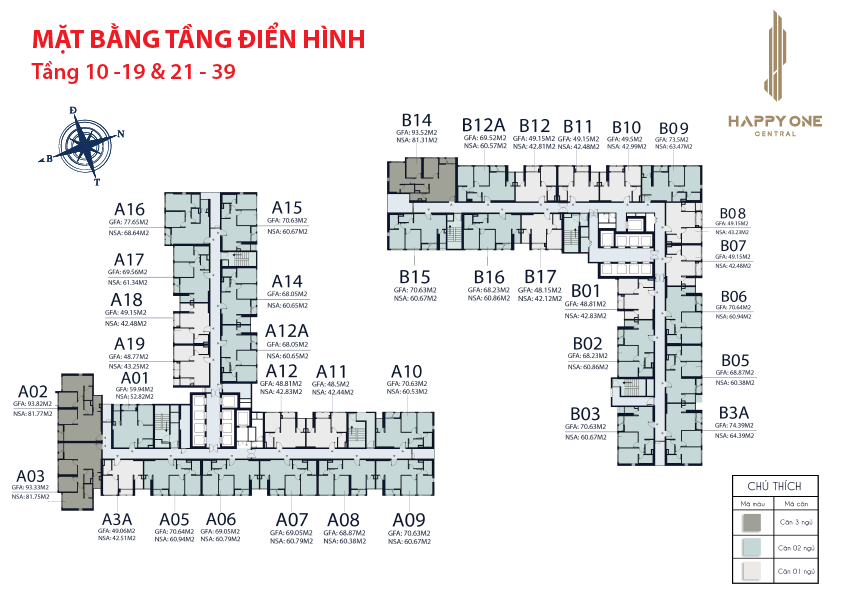 MẶT BẰNG TẦNG ĐIỂN HÌNH
Tầng 10 -19 & 21 - 39
HAPPY ONE
CENTRAL
Đ
N
B
T
B14
GFA: 93.52M2
NSA: 81.31M2
B12A
GFA: 69.52M2
NSA: 60.57M2
B12
GFA: 49.15M2
NSA: 42.81M2
B11
GFA: 49.15M2
NSA: 42.48M2
B10
GFA: 49.5M2
NSA: 42.99M2
B09
GFA: 73.5M2
NSA: 63.47M2
A16
GFA: 77.65M2
NSA: 68.64M2
A15
GFA: 70.63M2
NSA: 60.67M2
B08
GFA: 49.15M2
NSA: 43.23M2
B07
GFA: 49.15M2
NSA: 42.48M2
A17
GFA: 69.56M2
NSA: 61.34M2
A14
GFA: 68.05M2
NSA: 60.65M2
B15
GFA: 70.63M2
NSA: 60.67M2
B16
GFA: 68.23M2
NSA: 60.86M2
B17
GFA: 48.15M2
NSA: 42.12M2
B01
GFA: 48.81M2
NSA: 42.83M2
B06
GFA: 70.64M2
NSA: 60.94M2
A18
GFA: 49.15M2
NSA: 42.48M2
A12A
GFA: 68.05M2
NSA: 60.65M2
B02
GFA: 68.23M2
NSA: 60.86M2
B05
GFA: 68.87M2
NSA: 60.38M2
A19
GFA: 48.77M2
NSA: 43.25M2
A01
GFA: 59.94M2
NSA: 52.82M2
A12
GFA: 48.81M2
NSA: 42.83M2
A11
GFA: 48.5M2
NSA: 42.44M2
A10
GFA: 70.63M2
NSA: 60.53M2
A02
GFA: 93.82M2
NSA: 81.77M2
B03
GFA: 70.63M2
NSA: 60.67M2
B3A
GFA: 74.39M2
NSA: 64.39M2
A03
GFA: 93.33M2
NSA: 81.75M2
A3A
GFA: 49.06M2
NSA: 42.51M2
A05
GFA: 70.64M2
NSA: 60.94M2
A06
GFA: 69.05M2
NSA: 60.79M2
A07
GFA: 69.05M2
NSA: 60.79M2
A08
GFA: 68.87M2
NSA: 60.38M2
A09
GFA: 70.63M2
NSA: 60.67M2
CHÚ THÍCH
Mã màu
Mã căn
Căn 3 ngủ
Căn 02 ngủ
Căn 01 ngủ